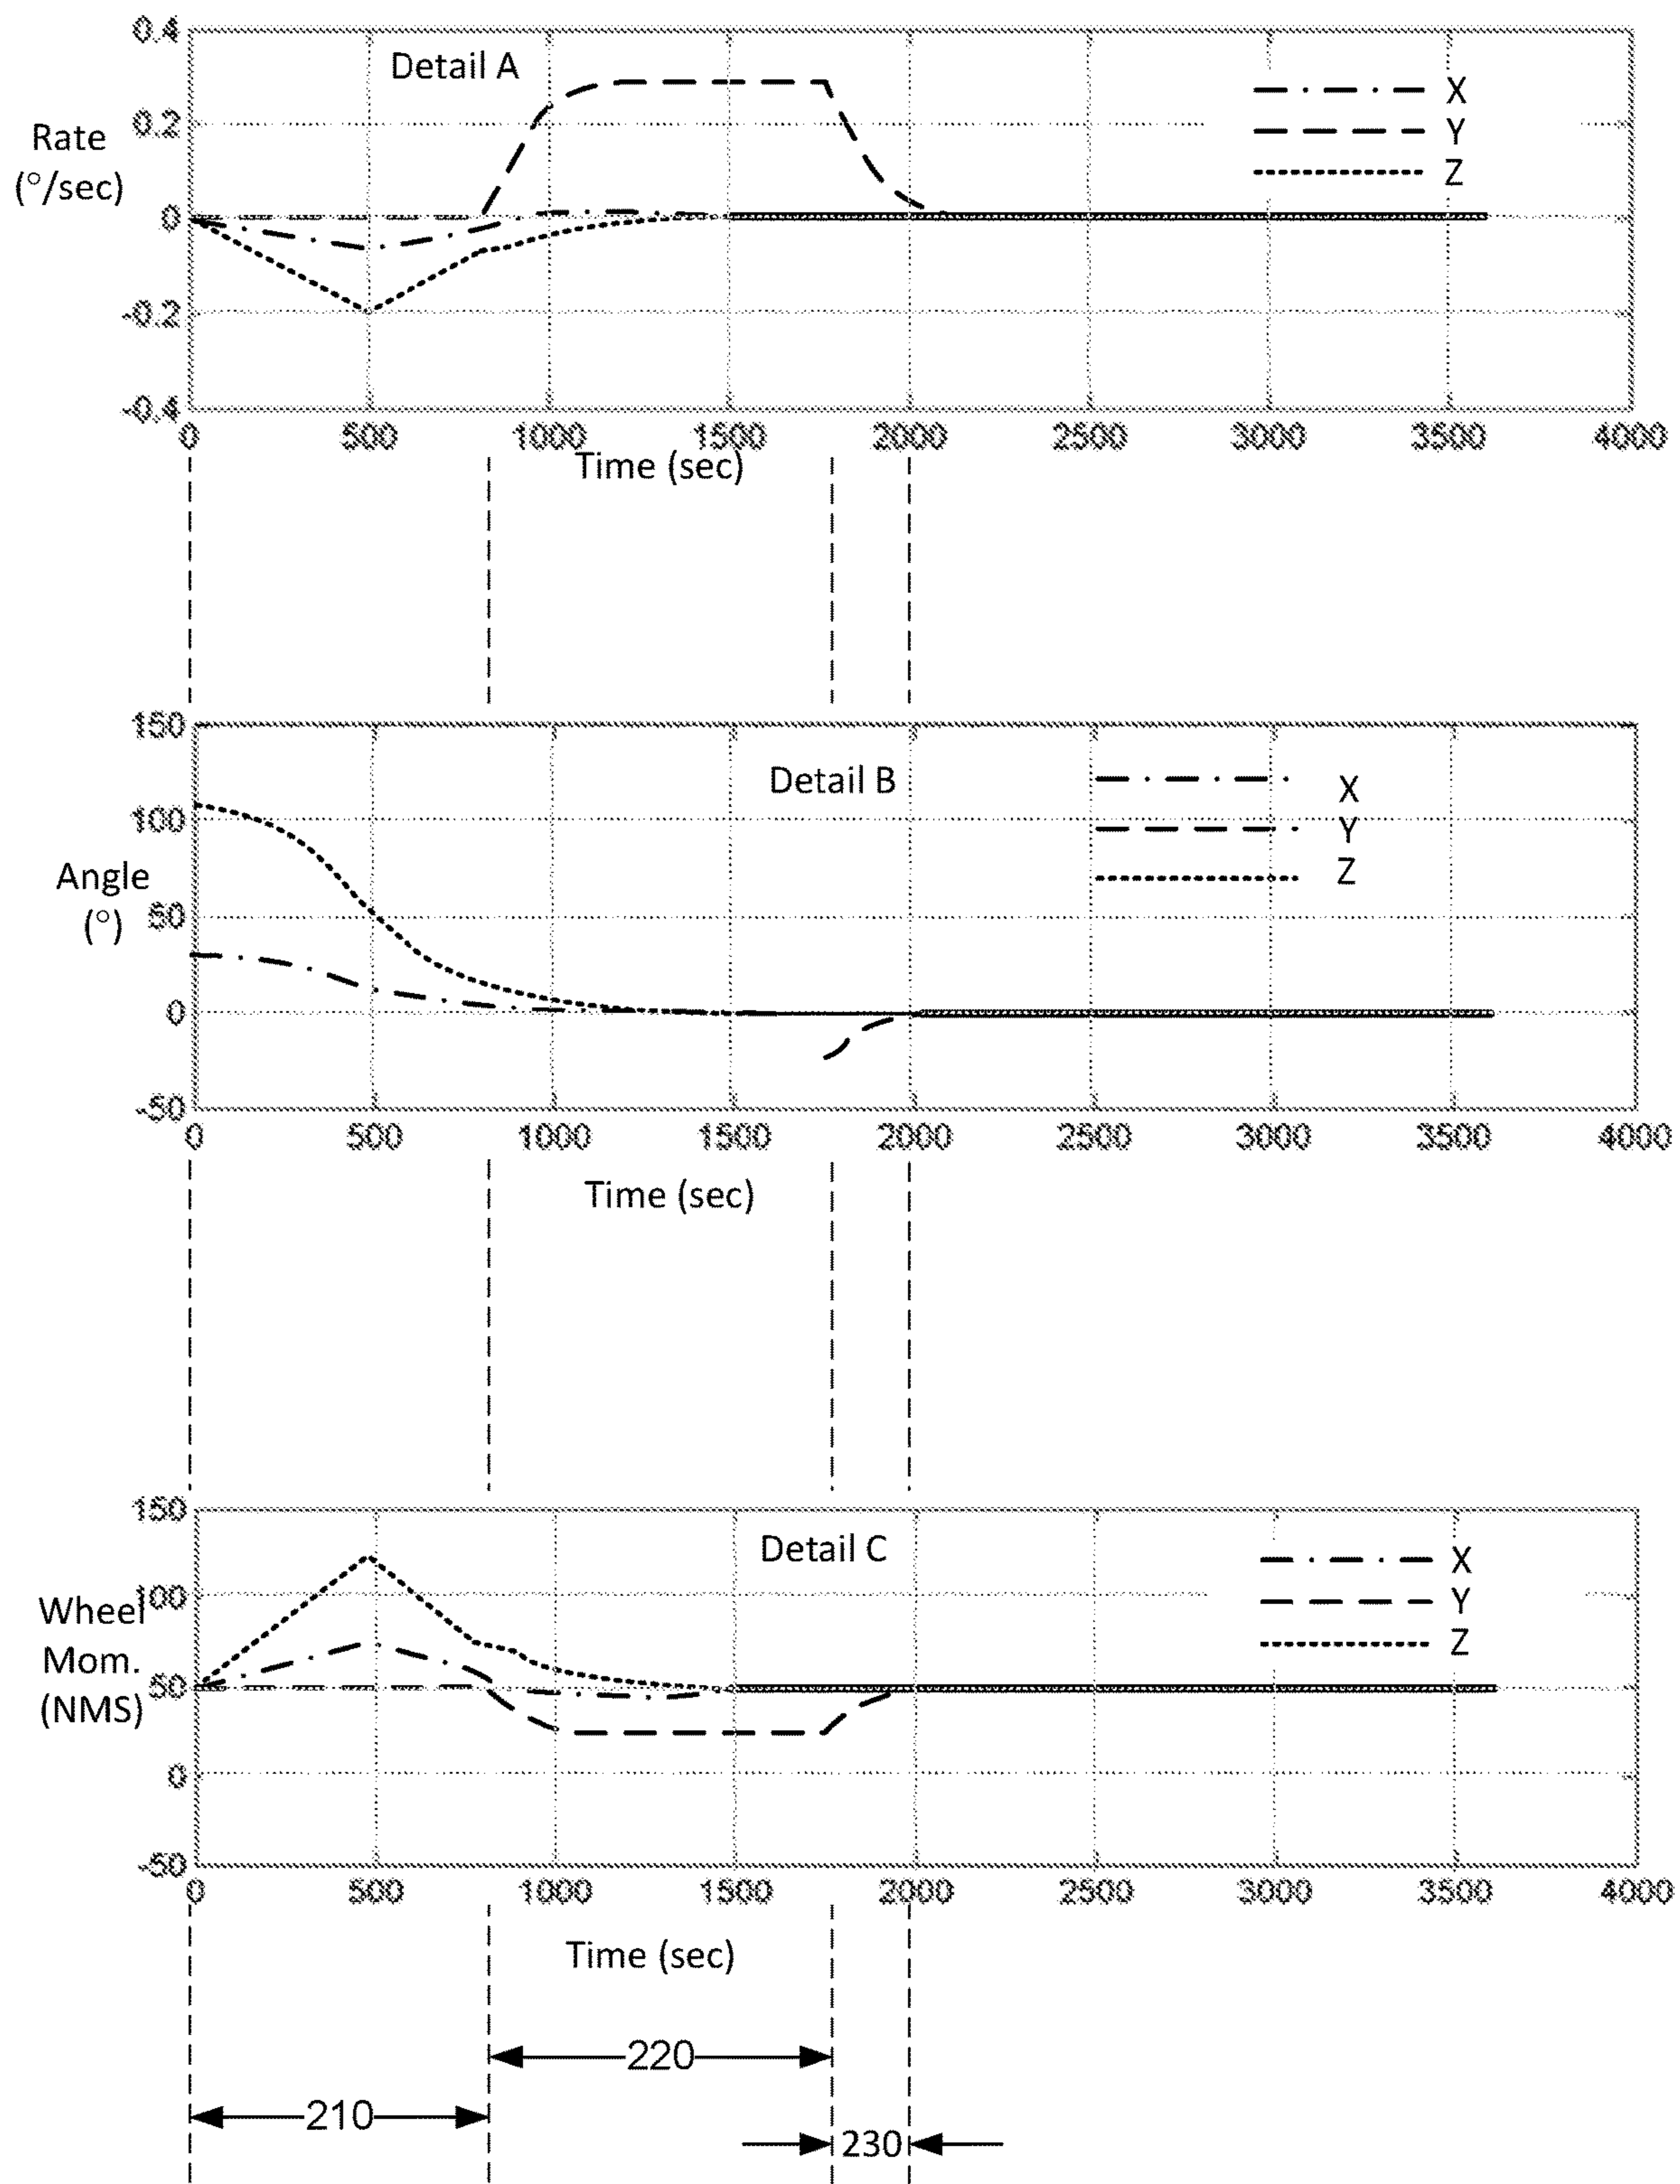 0.4
Detail A
X
0.2
Y
Rate
(°/sec)
Z
0
-0.2
-0.4
0 500 1000 1500 2000 2500 3000 3500 4000
Time (sec)
150
Detail B
X
100
Y
Z
Angle
(°)
50
0
-50
0 500 1000 1500 2000 2500 3000 3500 4000
Time (sec)
150
Detail C
X
100
Y
Wheel
Mom.
(NMS)
Z
50
0
-50
0 500 1000 1500 2000 2500 3000 3500 4000
Time (sec)
220
210
230